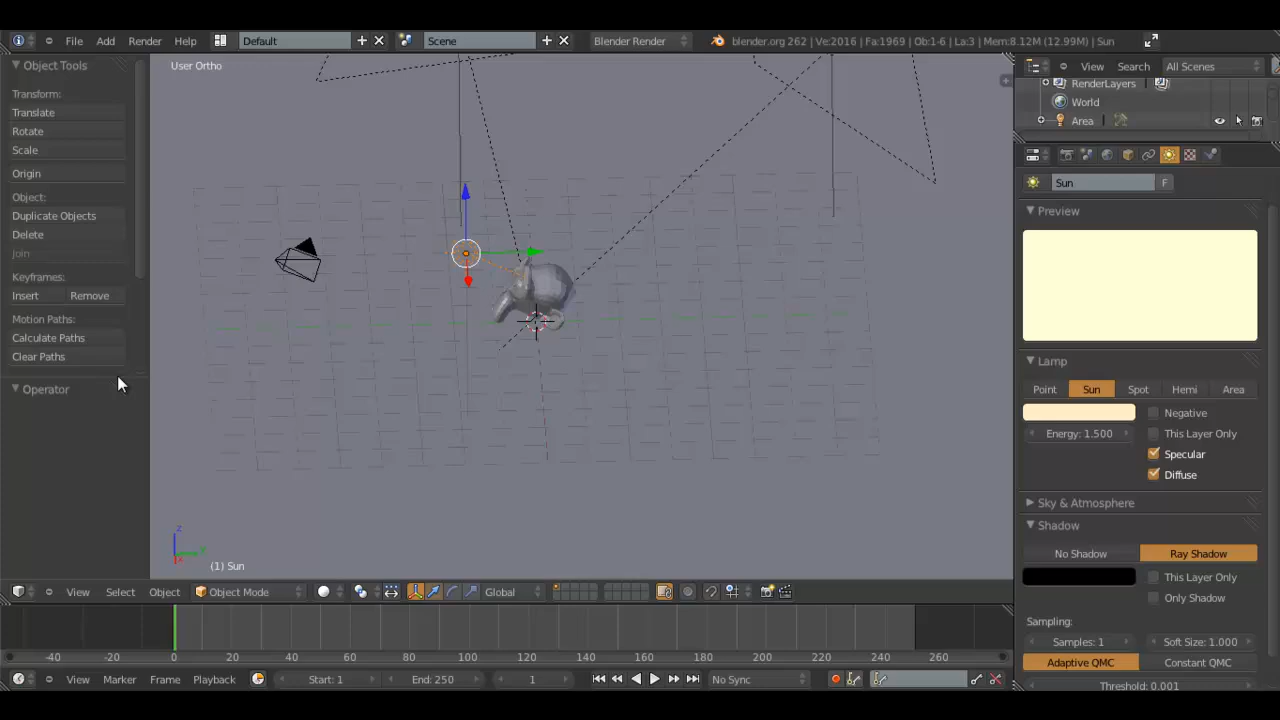 File Add Render Help Default Scene Blender Render blender.org 262 | Ve:2016 | Fa:1969 | Ob:1-6 | La:3 | Mem:8.12M (12.99M) | Sun
Object Tools
Transform:
Translate
Rotate
Scale
Origin
Object:
Duplicate Objects
Delete
Join
Keyframes:
Insert Remove
Motion Paths:
Calculate Paths
Clear Paths
Operator
User Ortho
z
Y
x
(1) Sun
View Select Object Object Mode Global
-40 -20 0 20 40 60 80 100 120 140 160 180 200 220 240 260
View Marker Frame Playback Start: 1 End: 250 1 No Sync
View Search All Scenes
RenderLayers
World
Area
Sun F
Preview
Lamp
Point Sun Spot Hemi Area
Negative
Energy: 1.500 This Layer Only
Specular
Diffuse
Sky & Atmosphere
Shadow
No Shadow Ray Shadow
This Layer Only
Only Shadow
Sampling:
Samples: 1 Soft Size: 1.000
Adaptive QMC Constant QMC
Threshold: 0.001